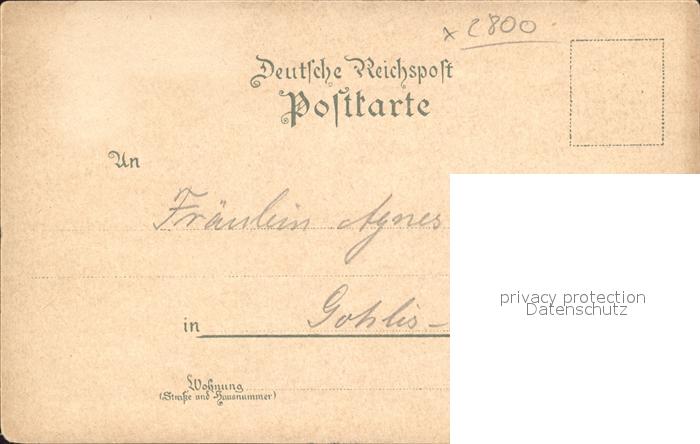 x 2800.
Deutsche Reichspost
Postkarte
An
Fräulein Agnes
in Gohlis-
Wohnung
(Straße und Hausnummer)
privacy protection
Datenschutz